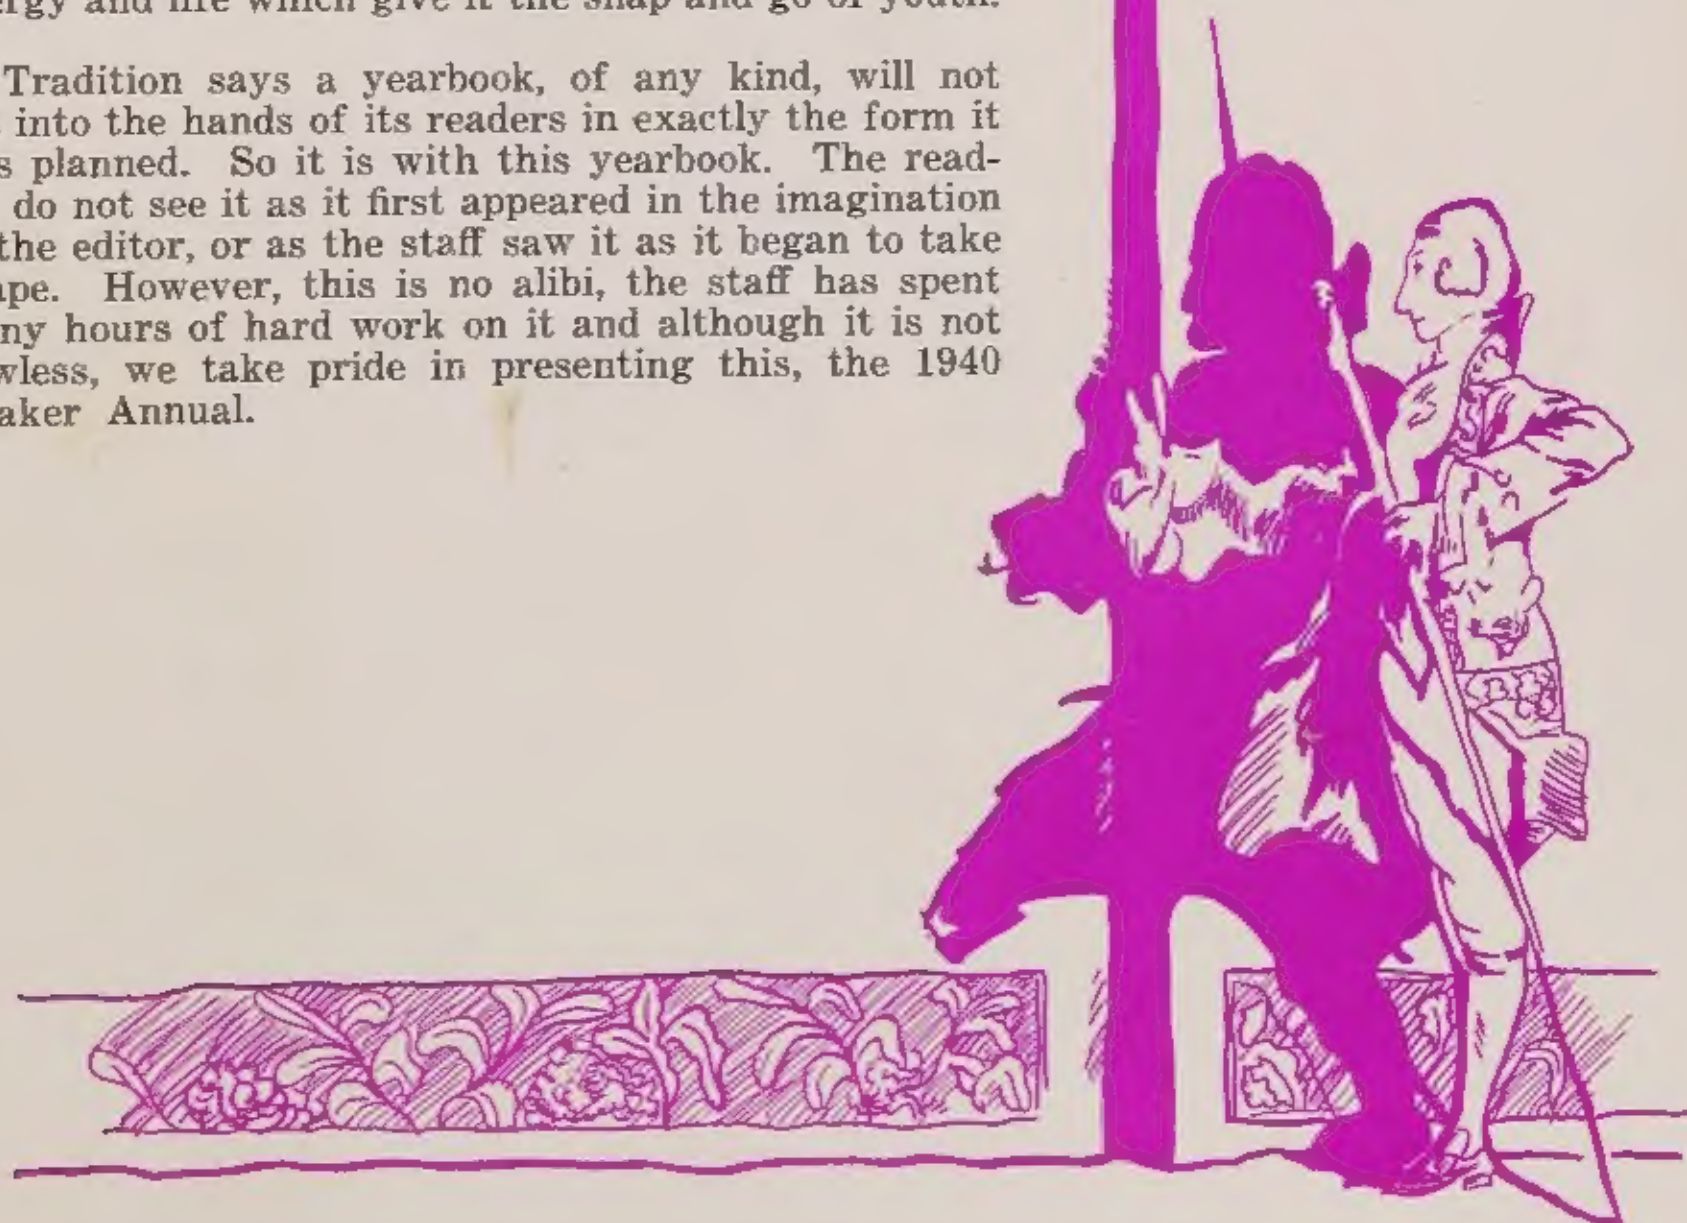 ergy and life which give it the snap and go of youth.
Tradition says a yearbook, of any kind, will not
into the hands of its readers in exactly the form it
s planned. So it is with this yearbook. The read-
do not see it as it first appeared in the imagination
the editor, or as the staff saw it as it began to take
ape. However, this is no alibi, the staff has spent
ny hours of hard work on it and although it is not
wless, we take pride in presenting this, the 1940
aker Annual.